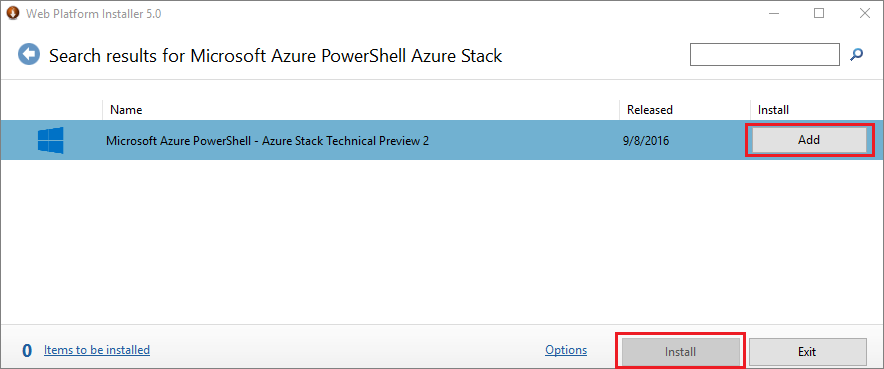 Web Platform Installer 5.0
Search results for Microsoft Azure PowerShell Azure Stack
Name Released Install
Microsoft Azure PowerShell - Azure Stack Technical Preview 2 9/8/2016 Add
0 Items to be installed Options Install Exit